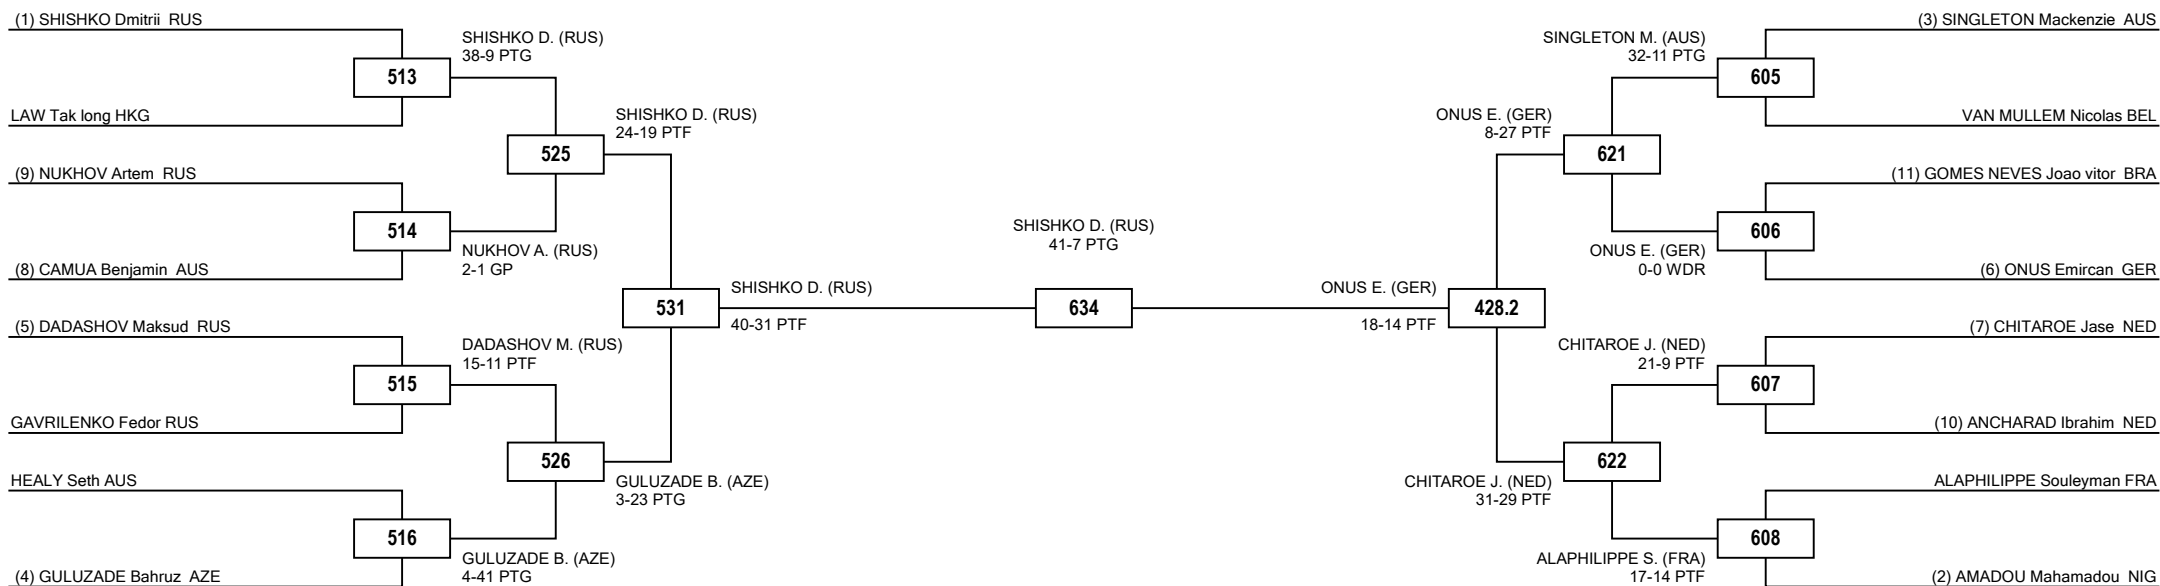 (1) SHISHKO Dmitrii RUS
SHISHKO D. (RUS)
38-9 PTG
513
LAW Tak long HKG
SHISHKO D. (RUS)
24-19 PTF
525
(9) NUKHOV Artem RUS
514
NUKHOV A. (RUS)
2-1 GP
(8) CAMUA Benjamin AUS
531
SHISHKO D. (RUS)
40-31 PTF
(5) DADASHOV Maksud RUS
DADASHOV M. (RUS)
15-11 PTF
515
GAVRILENKO Fedor RUS
526
GULUZADE B. (AZE)
3-23 PTG
HEALY Seth AUS
516
GULUZADE B. (AZE)
4-41 PTG
(4) GULUZADE Bahruz AZE
SHISHKO D. (RUS)
41-7 PTG
634
(3) SINGLETON Mackenzie AUS
SINGLETON M. (AUS)
32-11 PTG
605
VAN MULLEM Nicolas BEL
ONUS E. (GER)
8-27 PTF
621
(11) GOMES NEVES Joao vitor BRA
606
ONUS E. (GER)
0-0 WDR
(6) ONUS Emircan GER
ONUS E. (GER)
18-14 PTF
428.2
(7) CHITAROE Jase NED
CHITAROE J. (NED)
21-9 PTF
607
(10) ANCHARAD Ibrahim NED
622
CHITAROE J. (NED)
31-29 PTF
ALAPHILIPPE Souleyman FRA
608
ALAPHILIPPE S. (FRA)
17-14 PTF
(2) AMADOU Mahamadou NIG